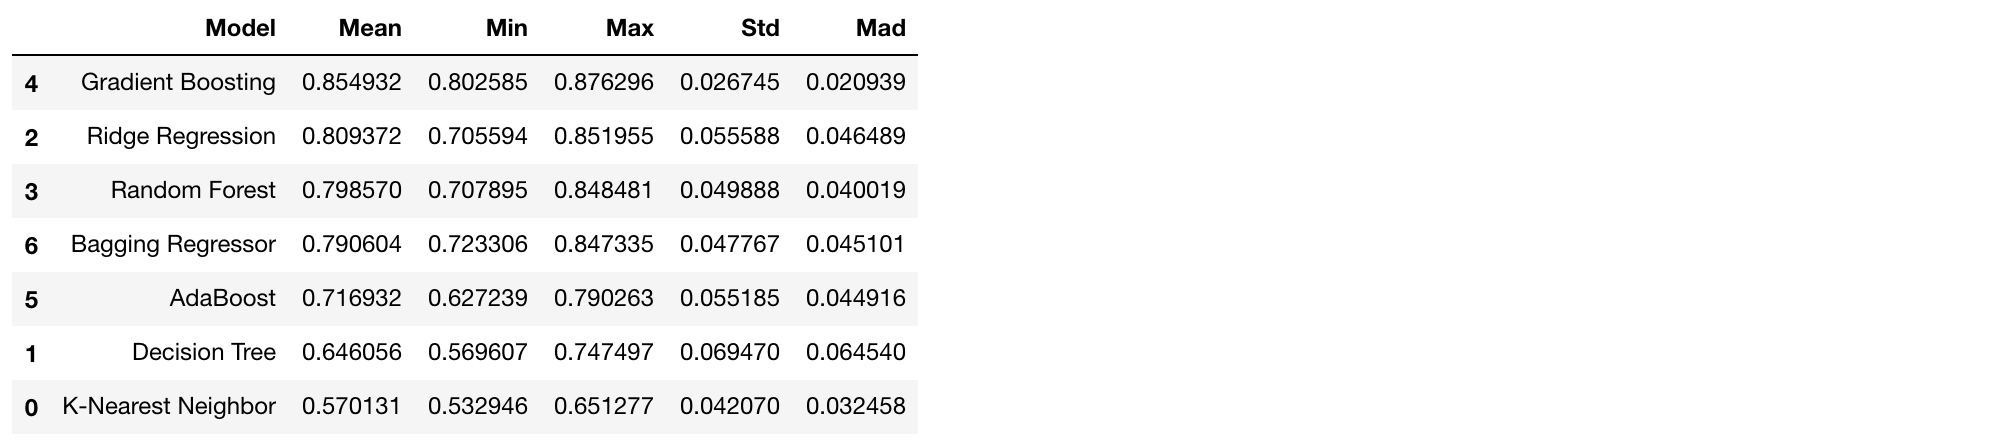 Model Mean Min Max Std Mad
4 Gradient Boosting 0.854932 0.802585 0.876296 0.026745 0.020939
2 Ridge Regression 0.809372 0.705594 0.851955 0.055588 0.046489
3 Random Forest 0.798570 0.707895 0.848481 0.049888 0.040019
6 Bagging Regressor 0.790604 0.723306 0.847335 0.047767 0.045101
5 AdaBoost 0.716932 0.627239 0.790263 0.055185 0.044916
1 Decision Tree 0.646056 0.569607 0.747497 0.069470 0.064540
0 K-Nearest Neighbor 0.570131 0.532946 0.651277 0.042070 0.032458